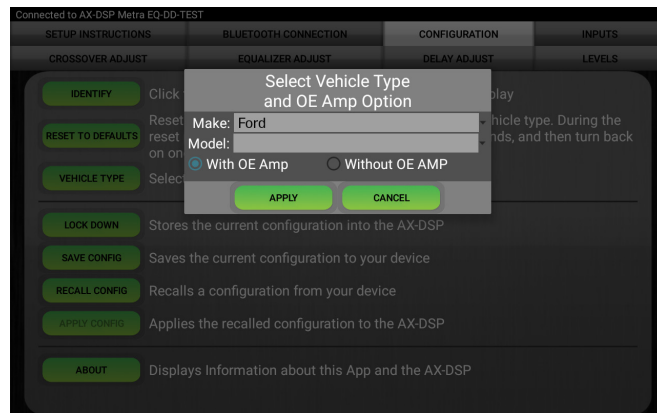 Connected to AX-DSP Metra EQ-DD-TEST
SETUP INSTRUCTIONS BLUETOOTH CONNECTION CONFIGURATION INPUTS
CROSSOVER ADJUST EQUALIZER ADJUST DELAY ADJUST LEVELS
Select Vehicle Type
and OE Amp Option
Make: Ford
Model:
With OE Amp Without OE AMP
APPLY CANCEL
IDENTIFY Click play
RESET TO DEFAULTS Reset hicle type. During the
reset nds, and then turn back
on on
VEHICLE TYPE Select
LOCK DOWN Stores the current configuration into the AX-DSP
SAVE CONFIG Saves the current configuration to your device
RECALL CONFIG Recalls a configuration from your device
APPLY CONFIG Applies the recalled configuration to the AX-DSP
ABOUT Displays Information about this App and the AX-DSP